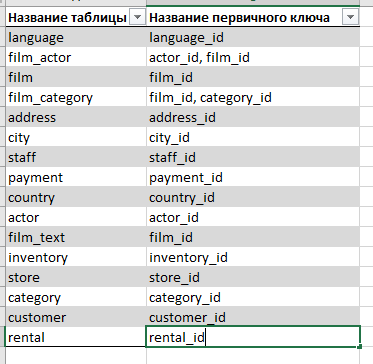 Название таблицы Название первичного ключа
language language_id
film_actor actor_id, film_id
film film_id
film_category film_id, category_id
address address_id
city city_id
staff staff_id
payment payment_id
country country_id
actor actor_id
film_text film_id
inventory inventory_id
store store_id
category category_id
customer customer_id
rental rental_id